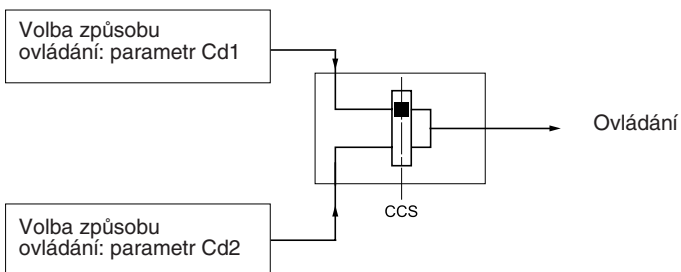 Volba způsobu
ovládání: parametr Cd1
Ovládání
CCS
Volba způsobu
ovládání: parametr Cd2